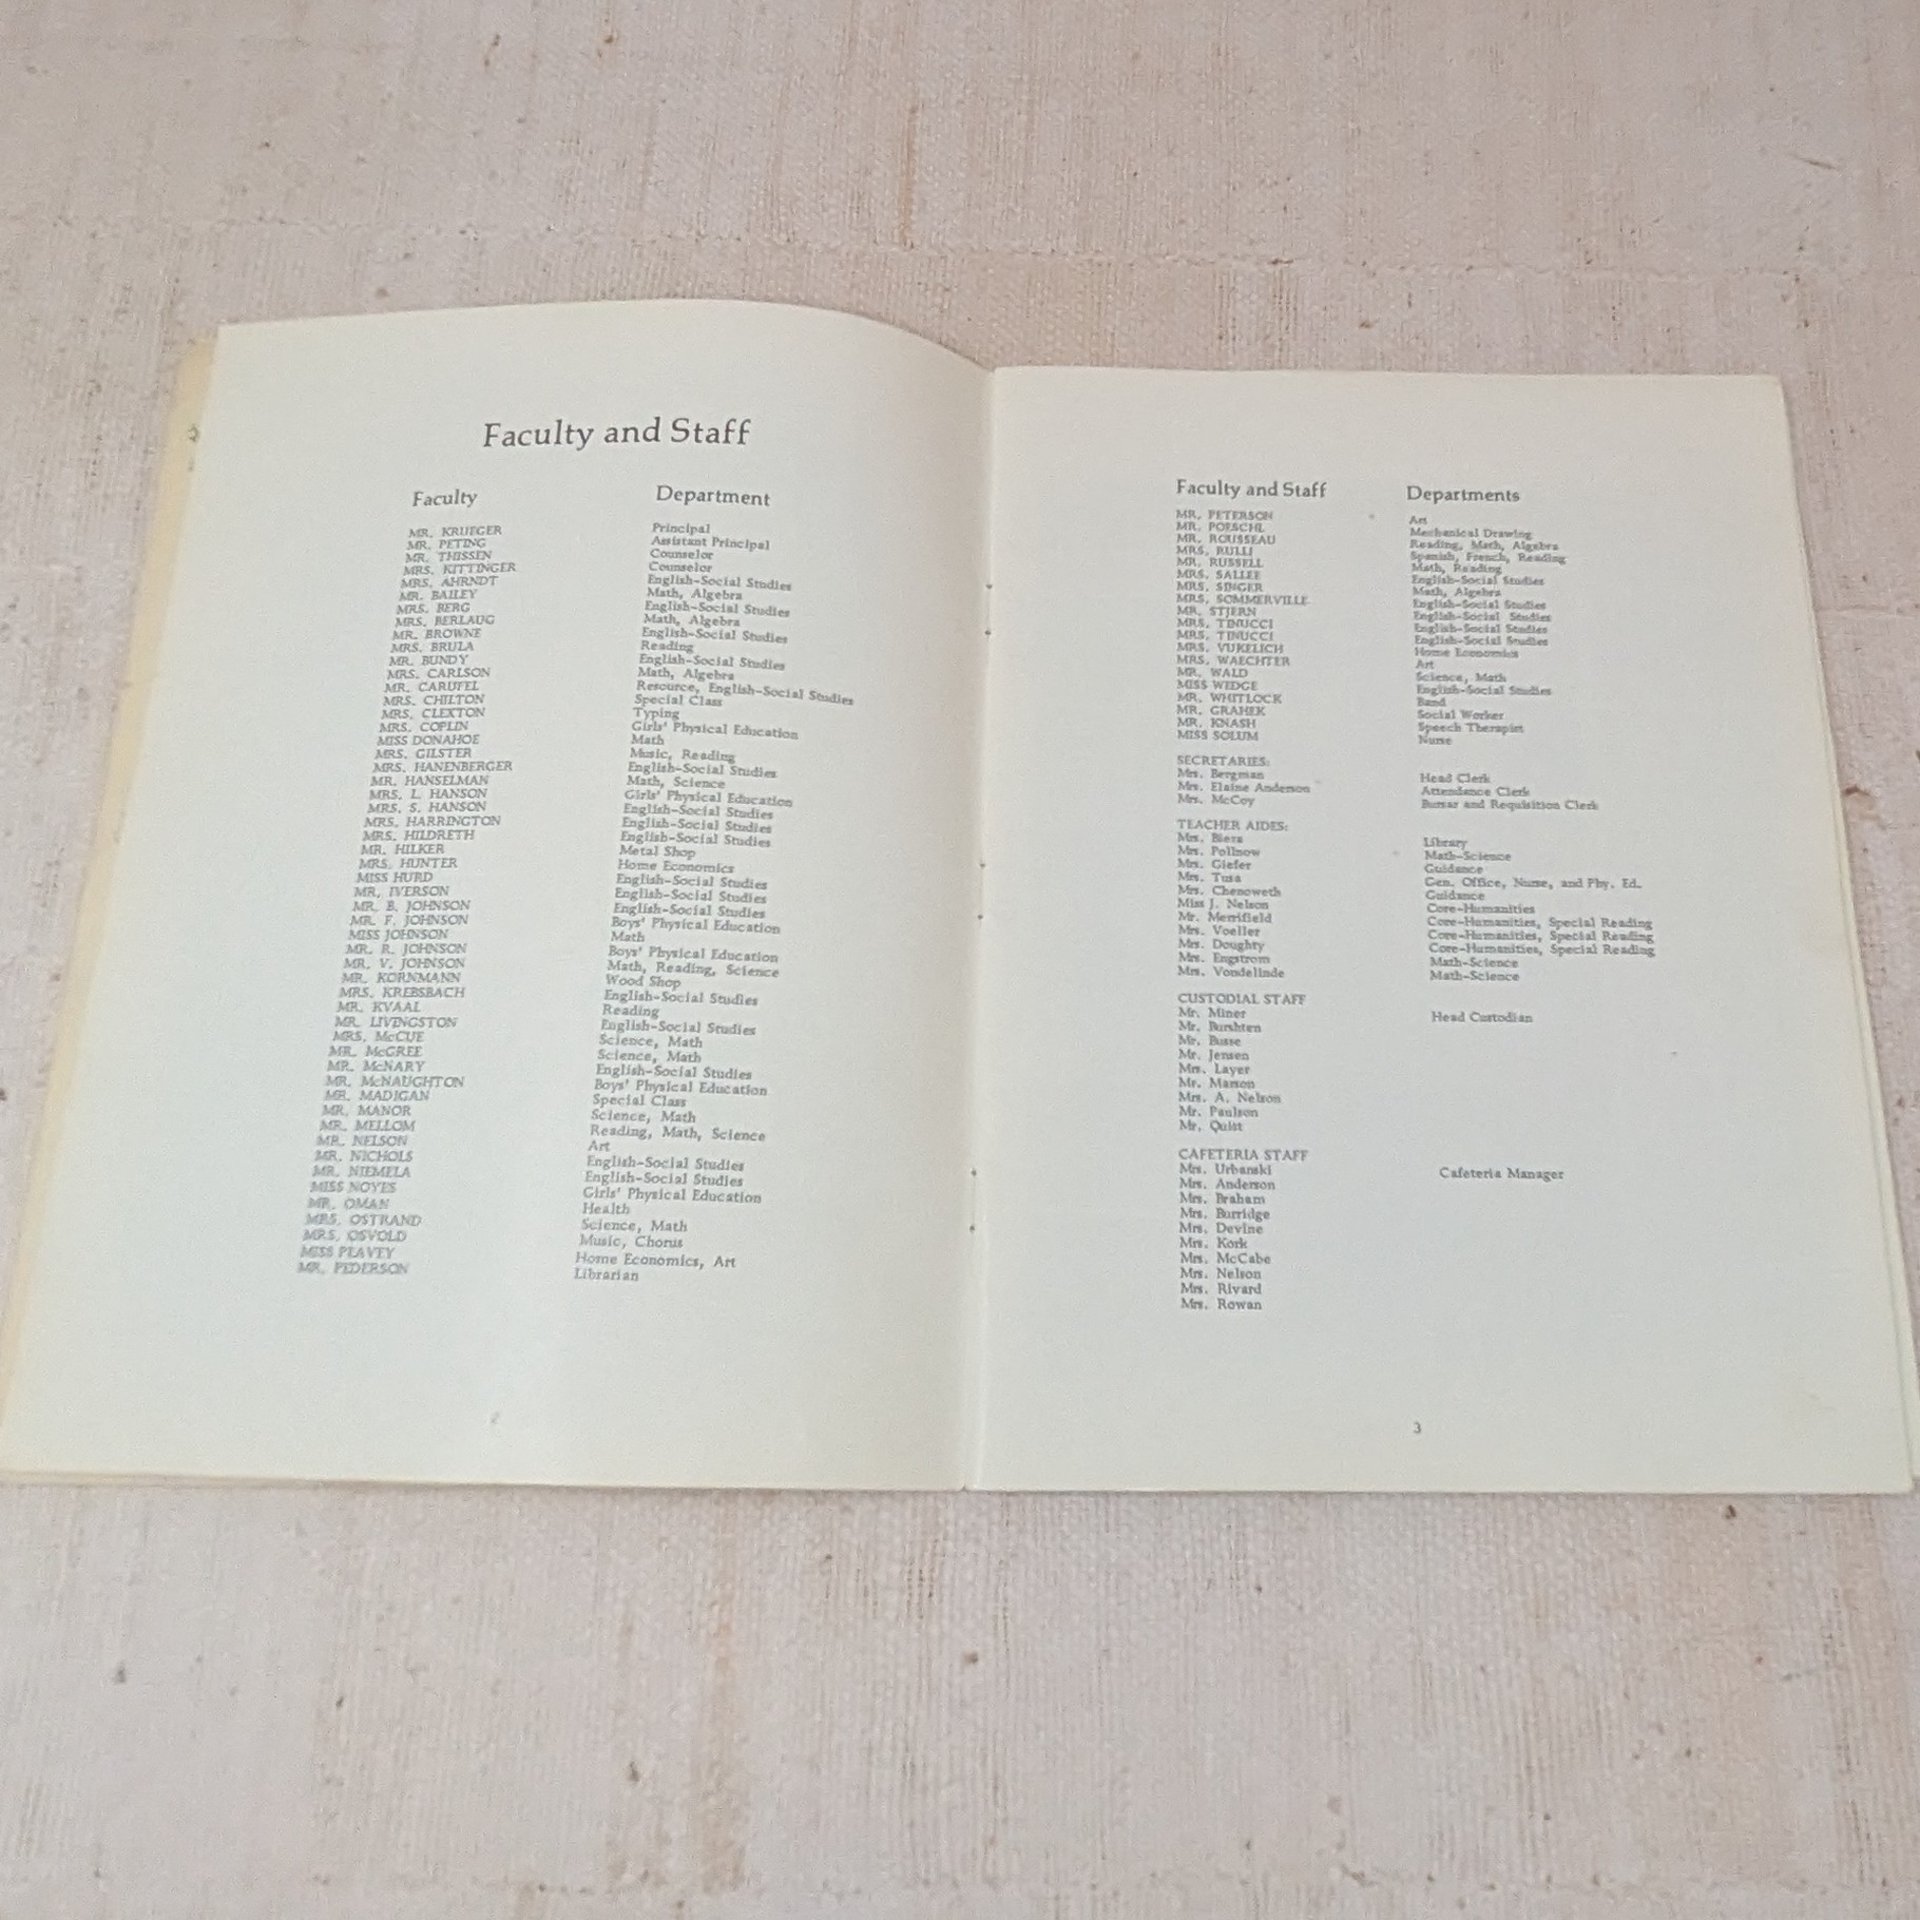 Faculty and Staff
Faculty Department
MR. KRUEGER Principal
MR. PETING Assistant Principal
MR. THISSEN Counselor
MRS. KITTINGER Counselor
MRS. AHRNDT English-Social Studies
MR. BAILEY Math, Algebra
MRS. BERG English-Social Studies
MRS. BERLAUG Math, Algebra
MR. BROWNE English-Social Studies
MRS. BRULA Reading
MR. BUNDY English-Social Studies
MRS. CARLSON Math, Algebra
MR. CARUFEL Resource, English-Social Studies
MRS. CHILTON Special Class
MRS. CLEXTON Typing
MRS. COPLIN Girls' Physical Education
MISS DONAHOE Math
MRS. GILSTER Music, Reading
MRS. HANENBERGER English-Social Studies
MR. HANSELMAN Math, Science
MRS. L. HANSON Girls' Physical Education
MRS. S. HANSON English-Social Studies
MRS. HARRINGTON English-Social Studies
MRS. HILDRETH English-Social Studies
MR. HILKER Metal Shop
MRS. HUNTER Home Economics
MISS HURD English-Social Studies
MR. IVERSON English-Social Studies
MR. B. JOHNSON English-Social Studies
MR. F. JOHNSON Boys' Physical Education
MISS JOHNSON Math
MR. R. JOHNSON Boys' Physical Education
MR. V. JOHNSON Math, Reading, Science
MR. KORNMANN Wood Shop
MRS. KREBSBACH English-Social Studies
MR. KVAAL Reading
MR. LIVINGSTON English-Social Studies
MRS. McCUE Science, Math
MR. McGREE Science, Math
MR. McNARY English-Social Studies
MR. McNAUGHTON Boys' Physical Education
MR. MADIGAN Special Class
MR. MANOR Science, Math
MR. MELLOM Reading, Math, Science
MR. NELSON Art
MR. NICHOLS English-Social Studies
MR. NIEMELA English-Social Studies
MISS NOYES Girls' Physical Education
MR. OMAN Health
MRS. OSTRAND Science, Math
MRS. OSVOLD Music, Chorus
MISS PLAVEY Home Economics, Art
MR. PEDERSON Librarian
Faculty and Staff Departments
MR. PETERSON Art
MR. POESCHL Mechanical Drawing
MR. ROUSSEAU Reading, Math, Algebra
MRS. RULLI Spanish, French, Reading
MR. RUSSELL Math, Reading
MRS. SALLEE English-Social Studies
MRS. SINGER Math, Algebra
MRS. SOMMERVILLE English-Social Studies
MR. STJERN English-Social Studies
MRS. TINUCCI English-Social Studies
MRS. TINUCCI English-Social Studies
MRS. VUKELICH Home Economics
MRS. WAECHTER Art
MR. WALD Science, Math
MISS WEDGE English-Social Studies
MR. WHITLOCK Band
MR. GRAHEK Social Worker
MR. KNASH Speech Therapist
MISS SOLUM Nurse
SECRETARIES:
Mrs. Bergman Head Clerk
Mrs. Elaine Anderson Attendance Clerk
Mrs. McCoy Bursar and Requisition Clerk
TEACHER AIDES:
Mrs. Biers Library
Mrs. Pollnow Math-Science
Mrs. Giefer Guidance
Mrs. Tusa Gen. Office, Nurse, and Phy. Ed.
Mrs. Chenoweth Guidance
Miss J. Nelson Core-Humanities
Mr. Merrifield Core-Humanities, Special Reading
Mrs. Voeller Core-Humanities, Special Reading
Mrs. Doughty Core-Humanities, Special Reading
Mrs. Engstrom Math-Science
Mrs. Vondelinde Math-Science
CUSTODIAL STAFF
Mr. Miner Head Custodian
Mr. Burshten
Mr. Busse
Mr. Jensen
Mrs. Layer
Mr. Marson
Mrs. A. Nelson
Mr. Paulson
Mr. Quist
CAFETERIA STAFF
Mrs. Urbanski Cafeteria Manager
Mrs. Anderson
Mrs. Braham
Mrs. Burridge
Mrs. Devine
Mrs. Kork
Mrs. McCabe
Mrs. Nelson
Mrs. Rivard
Mrs. Rowan
2
3